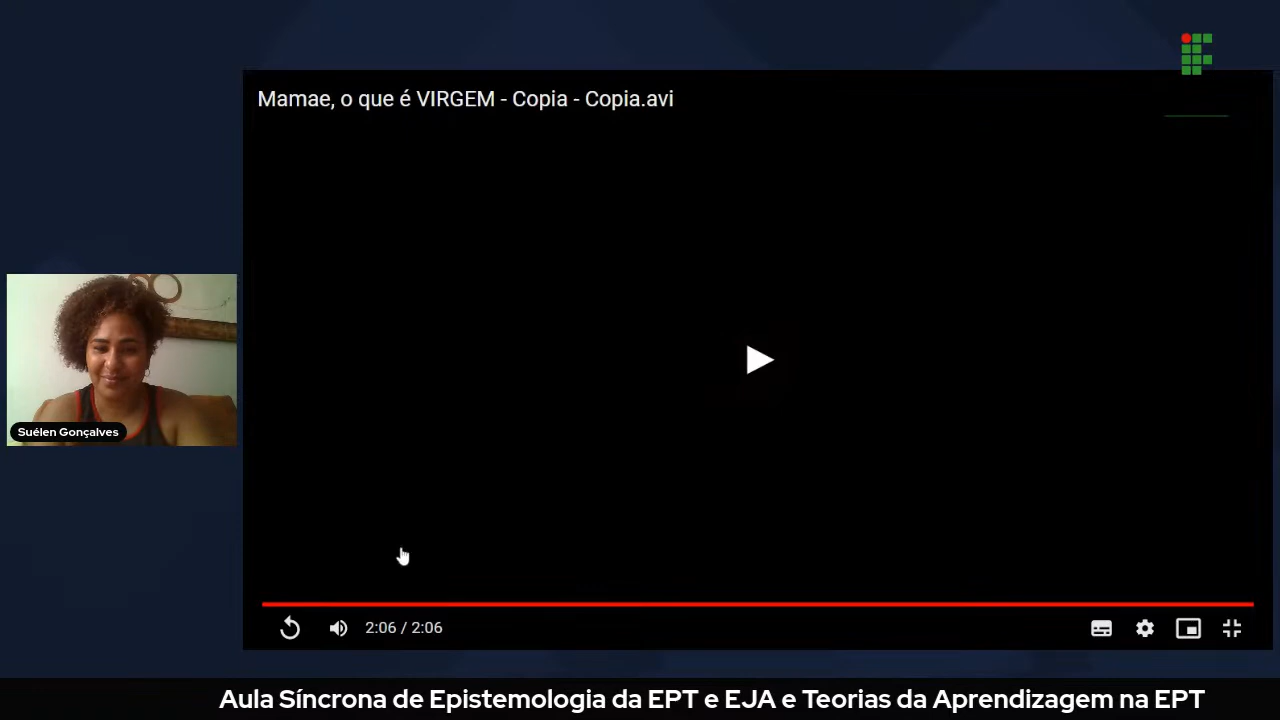 Mamae, o que é VIRGEM - Copia - Copia.avi
Suélen Gonçalves
2:06 / 2:06
Aula Síncrona de Epistemologia da EPT e EJA e Teorias da Aprendizagem na EPT